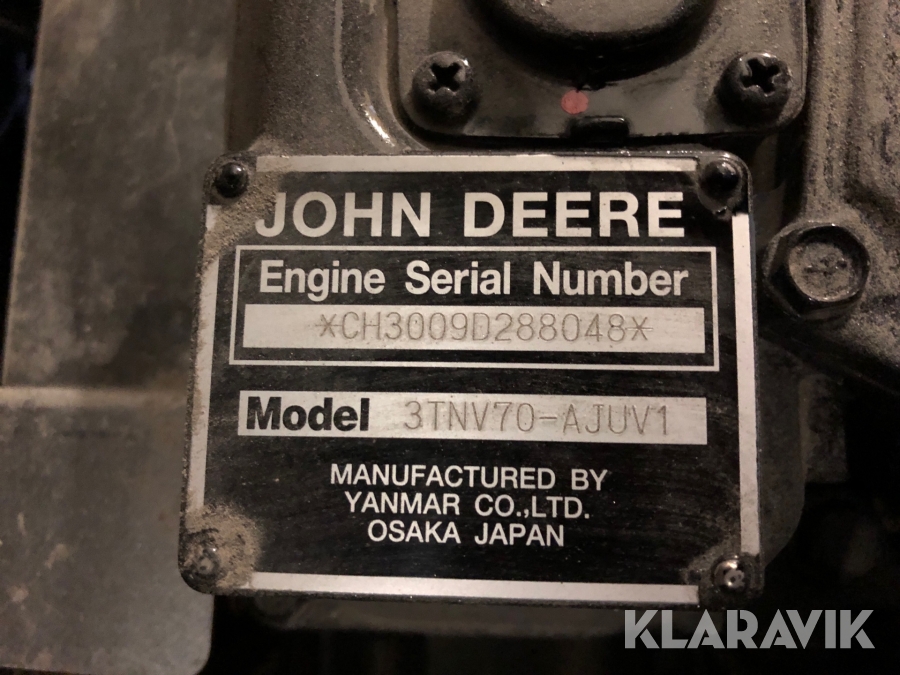 JOHN DEERE
Engine Serial Number
*CH3009D288048*
Model 3TNV70-AJUV1
MANUFACTURED BY
YANMAR CO.,LTD.
OSAKA JAPAN
KLARAVIK